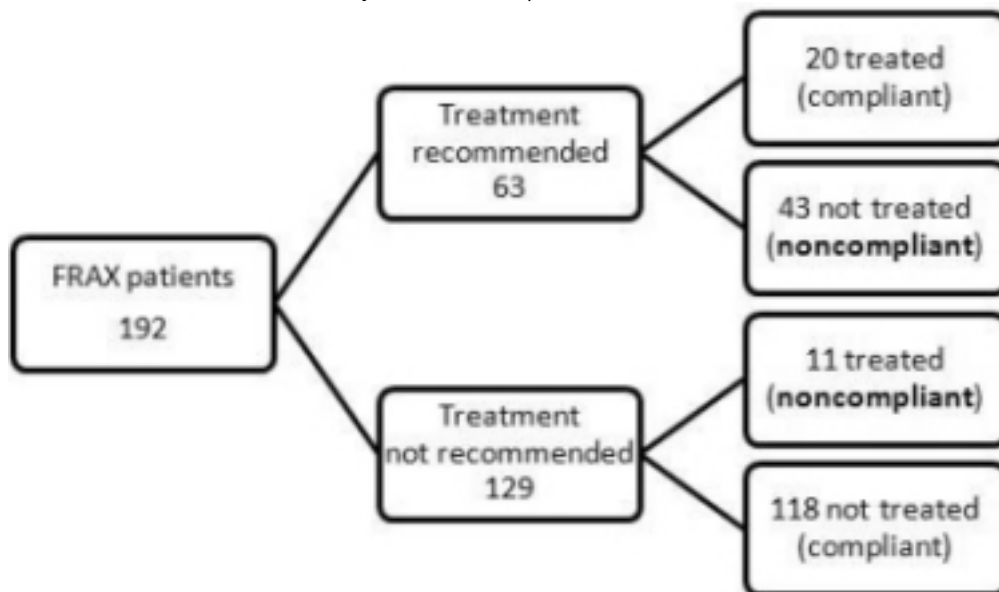 FRAX patients
192
Treatment
recommended
63
Treatment
not recommended
129
20 treated
(compliant)
43 not treated
(noncompliant)
11 treated
(noncompliant)
118 not treated
(compliant)